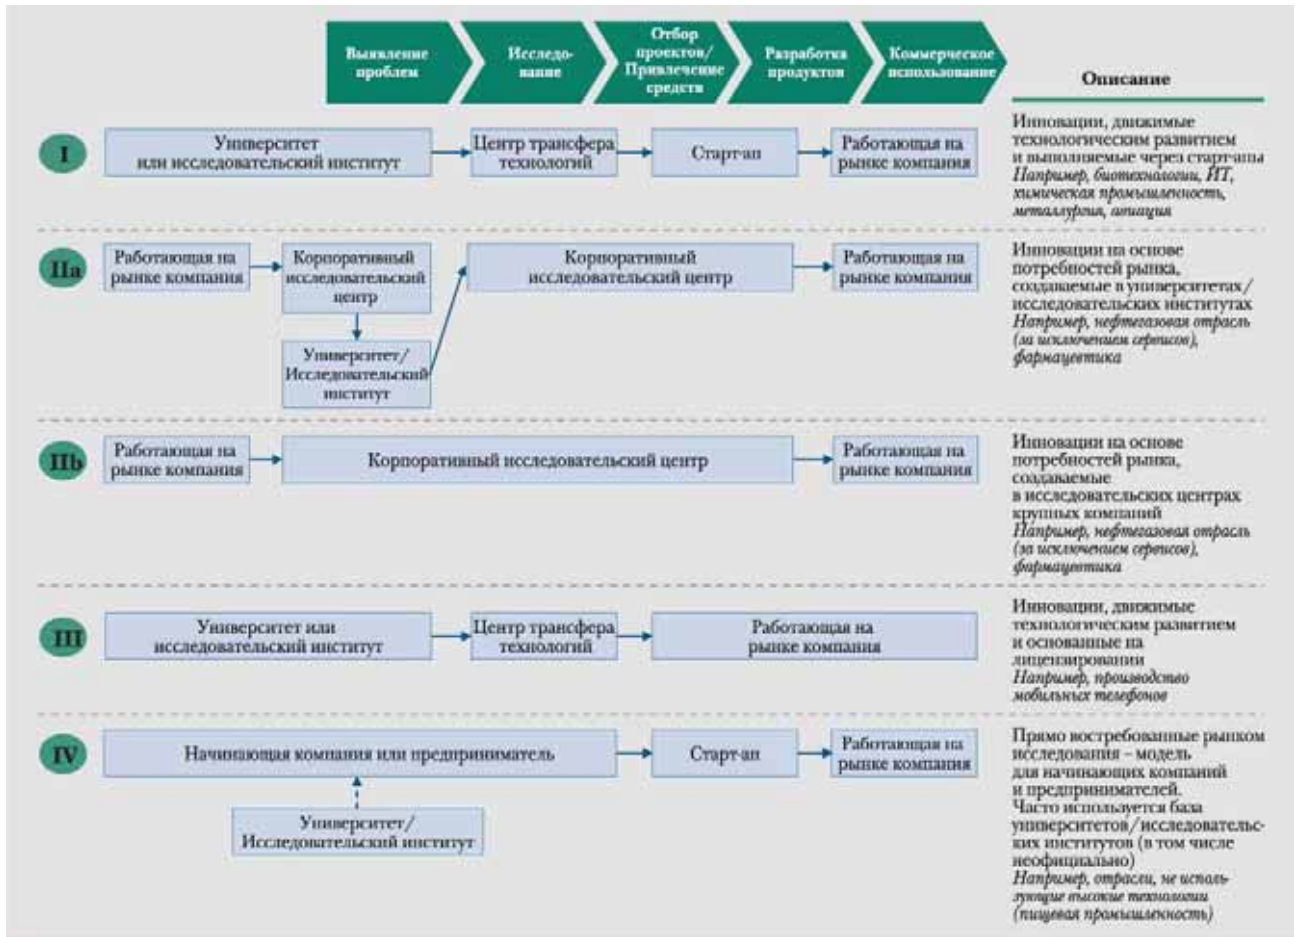 Выявление
проблем
Исследо-
вание
Отбор
проектов/
Привлечение
средств
Разработка
продуктов
Коммерческое
использование
Описание
I
Университет
или исследовательский институт
Центр трансфера
технологий
Старт-ап
Работающая на
рынке компания
Инновации, движимые
технологическим развитием
и выполняемые через старт-апы
Например, биотехнологии, ИТ,
химическая промышленность,
металлургия, авиация
IIa
Работающая на
рынке компания
Корпоративный
исследовательский
центр
Университет/
Исследовательский
институт
Корпоративный
исследовательский центр
Работающая на
рынке компания
Инновации на основе
потребностей рынка,
создаваемые в университетах/
исследовательских институтах
Например, нефтегазовая отрасль
(за исключением сервисов),
фармацевтика
IIb
Работающая на
рынке компания
Корпоративный исследовательский центр
Работающая на
рынке компания
Инновации на основе
потребностей рынка,
создаваемые
в исследовательских центрах
крупных компаний
Например, нефтегазовая отрасль
(за исключением сервисов),
фармацевтика
III
Университет или
исследовательский институт
Центр трансфера
технологий
Работающая на
рынке компания
Инновации, движимые
технологическим развитием
и основанные на
лицензировании
Например, производство
мобильных телефонов
IV
Начинающая компания или предприниматель
Университет/
Исследовательский институт
Старт-ап
Работающая на
рынке компания
Прямо востребованные рынком
исследования – модель
для начинающих компаний
и предпринимателей.
Часто используется база
университетов/исследовательс-
ких институтов (в том числе
неофициально)
Например, отрасли, не исполь-
зующие высокие технологии
(пищевая промышленность)